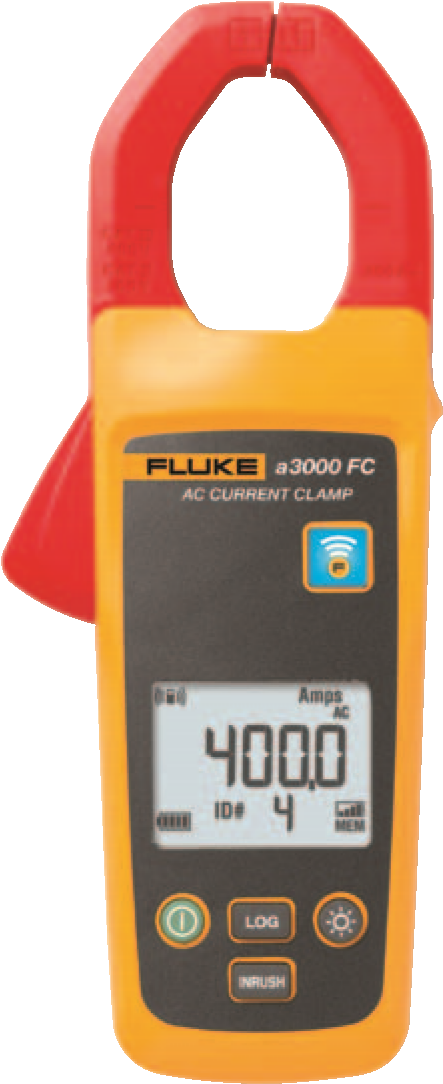 FLUKE a3000 FC
AC CURRENT CLAMP
F
Amps
AC
400.0
ID# 4
MEM
LOG
INRUSH